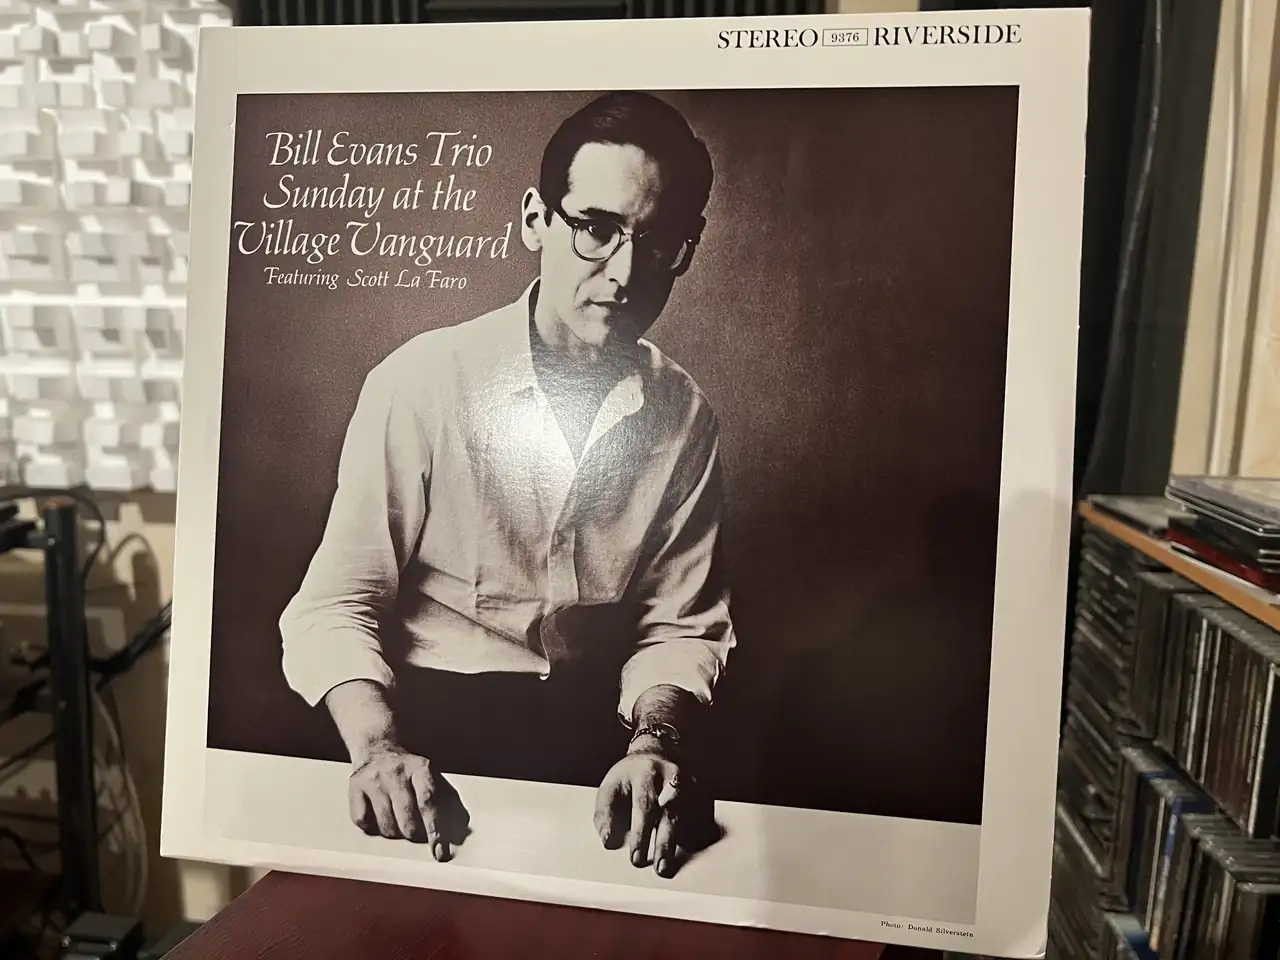 STEREO 9376 RIVERSIDE
Bill Evans Trio
Sunday at the
Village Vanguard
Featuring Scott La Faro
Photo: Donald Silverstein